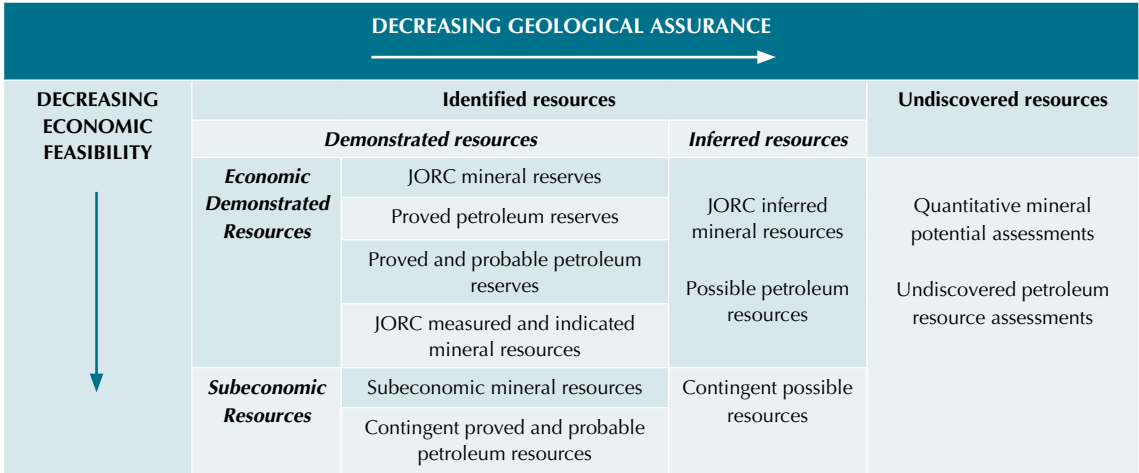 DECREASING GEOLOGICAL ASSURANCE
DECREASING
ECONOMIC
FEASIBILITY
Identified resources
Undiscovered resources
Demonstrated resources
Inferred resources
Economic
Demonstrated
Resources
JORC mineral reserves
Proved petroleum reserves
Proved and probable petroleum
reserves
JORC measured and indicated
mineral resources
JORC inferred
mineral resources
Possible petroleum
resources
Quantitative mineral
potential assessments
Undiscovered petroleum
resource assessments
Subeconomic
Resources
Subeconomic mineral resources
Contingent proved and probable
petroleum resources
Contingent possible
resources